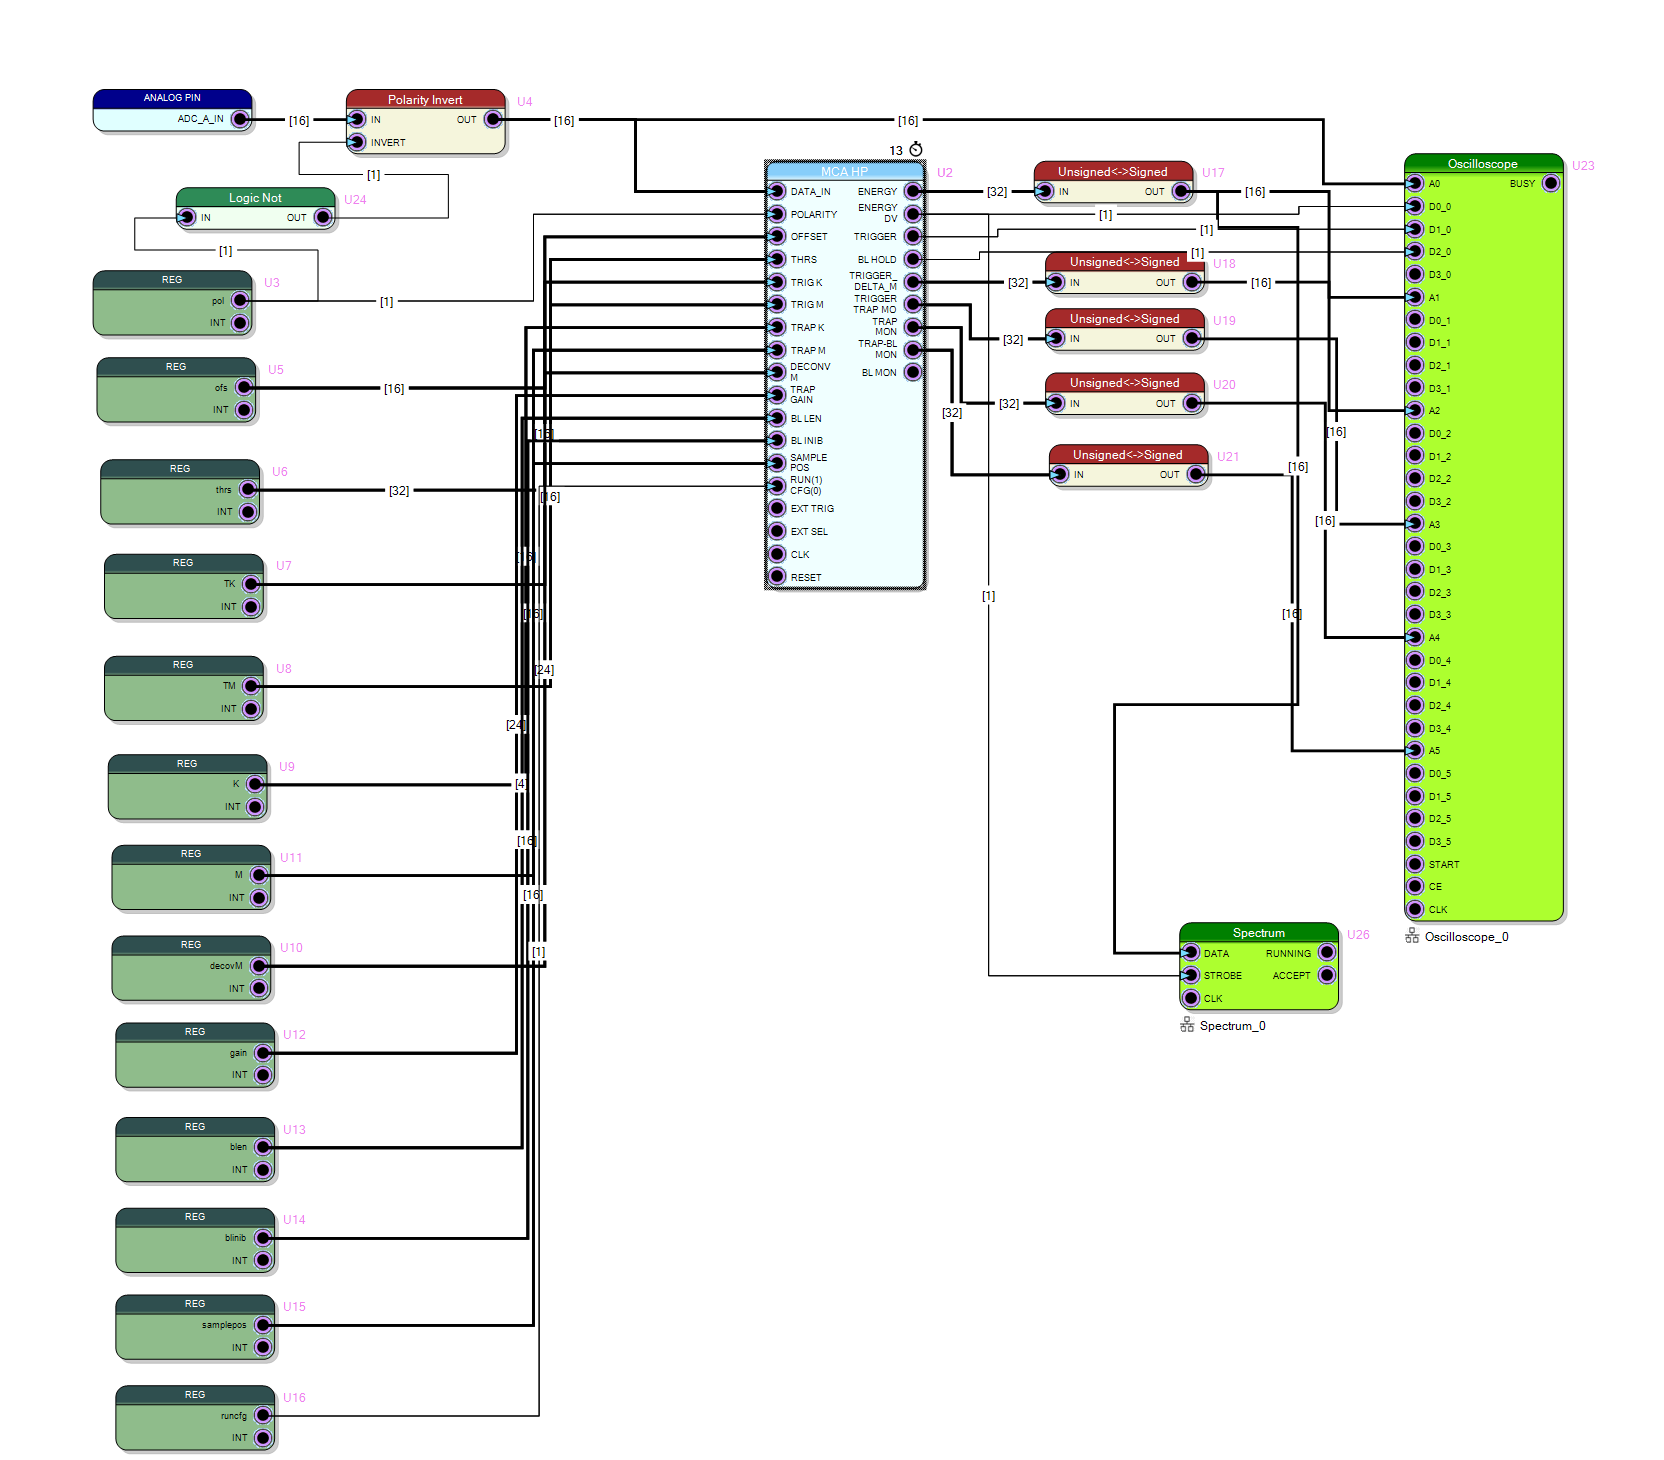 ANALOG PIN
ADC_A_IN
[16]
Polarity Invert
U4
IN
OUT
INVERT
[16]
[16]
[1]
Logic Not
U24
IN
OUT
[1]
REG
U3
pol
INT
[1]
REG
U5
ofs
INT
[16]
REG
U6
thrs
INT
[32]
REG
U7
TK
INT
REG
U8
TM
INT
REG
U9
K
INT
REG
U11
M
INT
REG
U10
decovM
INT
REG
U12
gain
INT
REG
U13
blen
INT
REG
U14
blinib
INT
REG
U15
samplepos
INT
REG
U16
runcfg
INT
[16]
[16]
[16]
[16]
[24]
[24]
[4]
[16]
[16]
[1]
13
MCA HP
U2
DATA_IN
POLARITY
OFFSET
THRS
TRIG K
TRIG M
TRAP K
TRAP M
DECONV
M
TRAP
GAIN
BL LEN
BL INIB
SAMPLE
POS
RUN(1)
CFG(0)
EXT TRIG
EXT SEL
CLK
RESET
ENERGY
ENERGY
DV
TRIGGER
BL HOLD
TRIGGER_
DELTA_M
TRIGGER
TRAP MO
TRAP
MON
TRAP-BL
MON
BL MON
[32]
[32]
[32]
[32]
[32]
[1]
Unsigned<->Signed
U17
IN
OUT
[16]
[1]
[1]
[1]
Unsigned<->Signed
U18
IN
OUT
[16]
Unsigned<->Signed
U19
IN
OUT
Unsigned<->Signed
U20
IN
OUT
Unsigned<->Signed
U21
IN
OUT
[16]
[16]
[16]
[16]
Oscilloscope
U23
A0
BUSY
D0_0
D1_0
D2_0
D3_0
A1
D0_1
D1_1
D2_1
D3_1
A2
D0_2
D1_2
D2_2
D3_2
A3
D0_3
D1_3
D2_3
D3_3
A4
D0_4
D1_4
D2_4
D3_4
A5
D0_5
D1_5
D2_5
D3_5
START
CE
CLK
Oscilloscope_0
Spectrum
U26
DATA
RUNNING
STROBE
ACCEPT
CLK
Spectrum_0